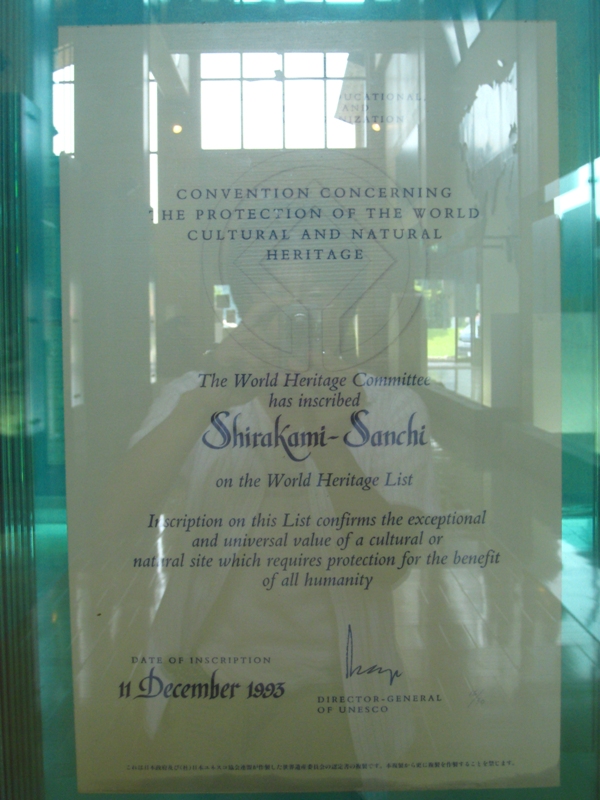 UCATIONAL,
AND
NIZATION
CONVENTION CONCERNING
THE PROTECTION OF THE WORLD
CULTURAL AND NATURAL
HERITAGE
The World Heritage Committee
has inscribed
Shirakami-Sanchi
on the World Heritage List
Inscription on this List confirms the exceptional
and universal value of a cultural or
natural site which requires protection for the benefit
of all humanity
DATE OF INSCRIPTION
11 December 1993
DIRECTOR-GENERAL
OF UNESCO